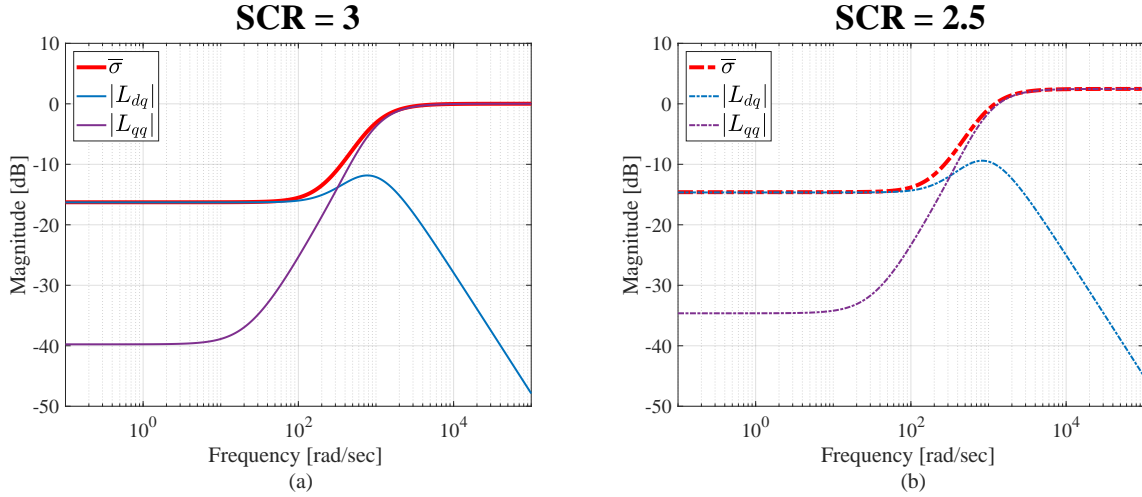 SCR = 3
10
0
-10
-20
-30
-40
-50
Magnitude [dB]
σ̅
|L_dq|
|L_qq|
10^0
10^2
10^4
Frequency [rad/sec]
(a)
SCR = 2.5
10
0
-10
-20
-30
-40
-50
Magnitude [dB]
σ̅
|L_dq|
|L_qq|
10^0
10^2
10^4
Frequency [rad/sec]
(b)